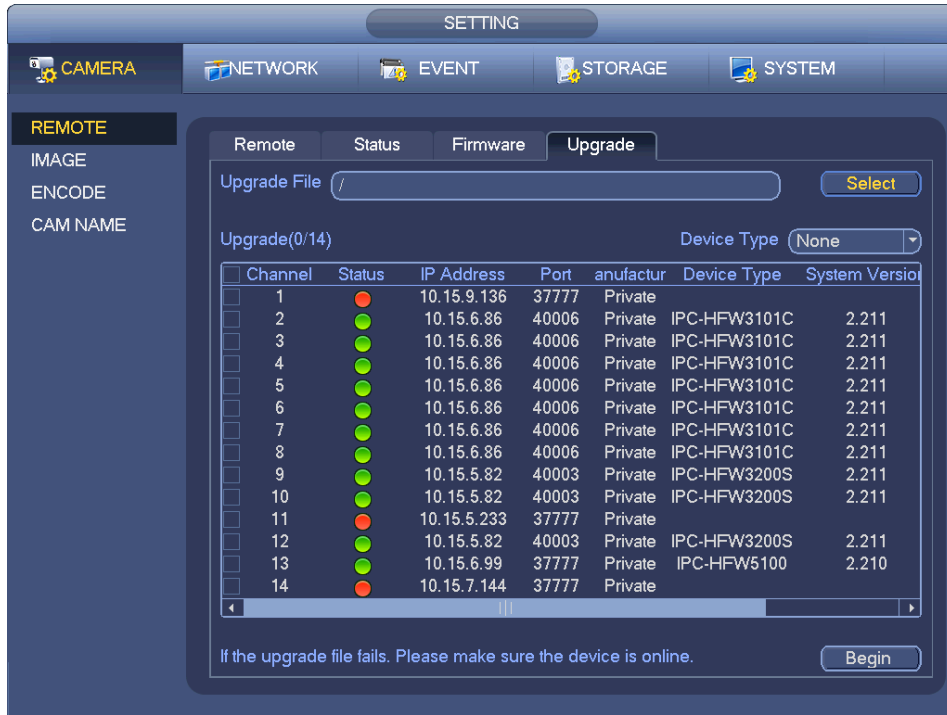 SETTING
CAMERA NETWORK EVENT STORAGE SYSTEM
REMOTE
IMAGE
ENCODE
CAM NAME
Remote Status Firmware Upgrade
Upgrade File / Select
Upgrade(0/14) Device Type None
Channel Status IP Address Port anufactur Device Type System Version
1 10.15.9.136 37777 Private
2 10.15.6.86 40006 Private IPC-HFW3101C 2.211
3 10.15.6.86 40006 Private IPC-HFW3101C 2.211
4 10.15.6.86 40006 Private IPC-HFW3101C 2.211
5 10.15.6.86 40006 Private IPC-HFW3101C 2.211
6 10.15.6.86 40006 Private IPC-HFW3101C 2.211
7 10.15.6.86 40006 Private IPC-HFW3101C 2.211
8 10.15.6.86 40006 Private IPC-HFW3101C 2.211
9 10.15.5.82 40003 Private IPC-HFW3200S 2.211
10 10.15.5.82 40003 Private IPC-HFW3200S 2.211
11 10.15.5.233 37777 Private
12 10.15.5.82 40003 Private IPC-HFW3200S 2.211
13 10.15.6.99 37777 Private IPC-HFW5100 2.210
14 10.15.7.144 37777 Private
If the upgrade file fails. Please make sure the device is online. Begin